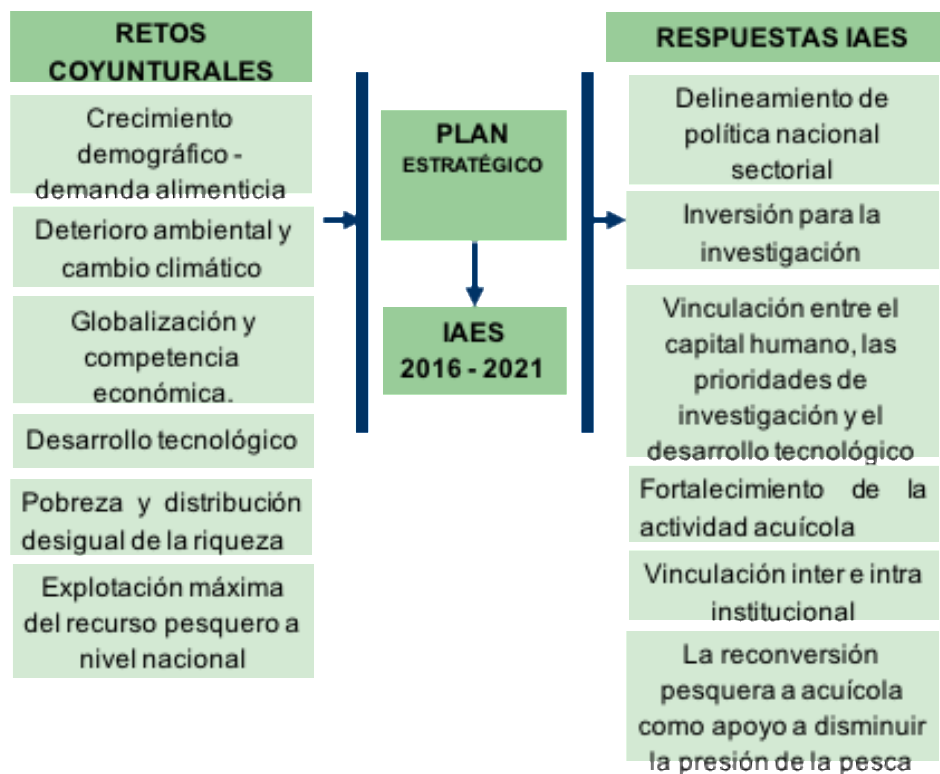 RETOS
COYUNTURALES
Crecimiento
demográfico -
demanda alimenticia
Deterioro ambiental y
cambio climático
Globalización y
competencia
económica.
Desarrollo tecnológico
Pobreza y distribución
desigual de la riqueza
Explotación máxima
del recurso pesquero a
nivel nacional
PLAN
ESTRATÉGICO
IAES
2016 - 2021
RESPUESTAS IAES
Delineamiento de
política nacional
sectorial
Inversión para la
investigación
Vinculación entre el
capital humano, las
prioridades de
investigación y el
desarrollo tecnológico
Fortalecimiento de la
actividad acuícola
Vinculación inter e intra
institucional
La reconversión
pesquera a acuícola
como apoyo a disminuir
la presión de la pesca